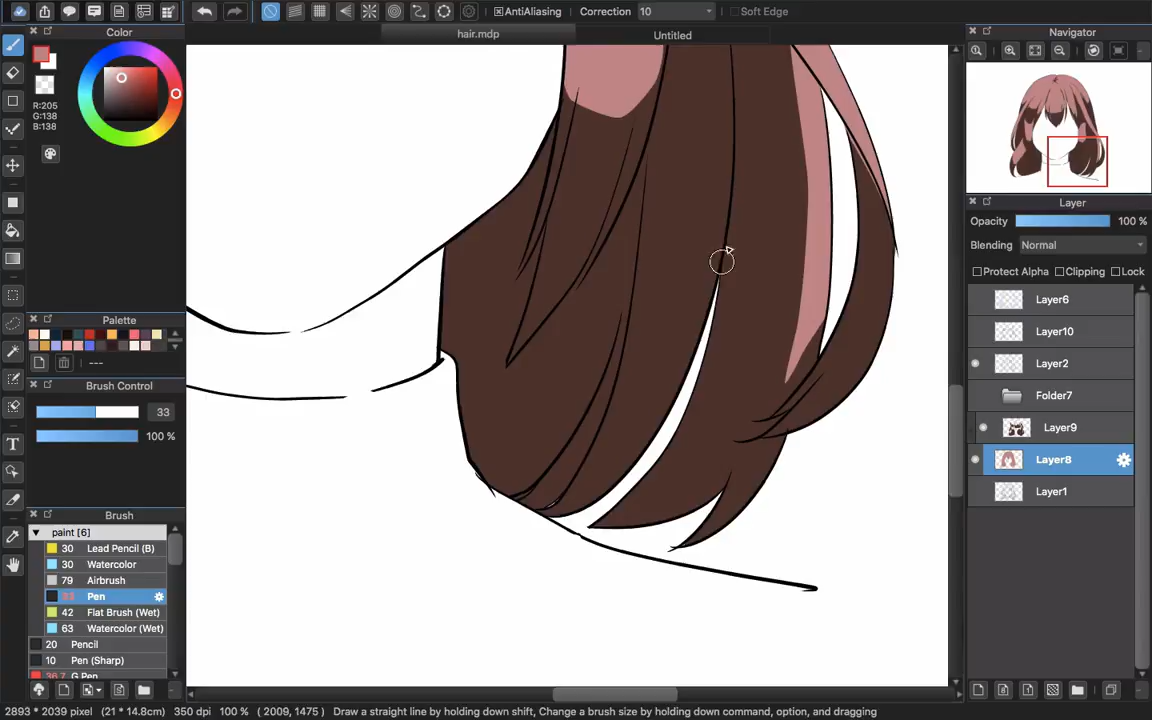 AntiAliasing Correction 10 Soft Edge
hair.mdp Untitled
Color
R:205
G:138
B:138
Palette
---
Brush Control
33
100 %
Brush
paint [6]
30 Lead Pencil (B)
30 Watercolor
79 Airbrush
33 Pen
42 Flat Brush (Wet)
63 Watercolor (Wet)
20 Pencil
10 Pen (Sharp)
36.7 G Pen
Navigator
Layer
Opacity 100 %
Blending Normal
Protect Alpha Clipping Lock
Layer6
Layer10
Layer2
Folder7
Layer9
Layer8
Layer1
2893 * 2039 pixel (21 * 14.8cm) 350 dpi 100 % ( 2009, 1475 ) Draw a straight line by holding down shift, Change a brush size by holding down command, option, and dragging